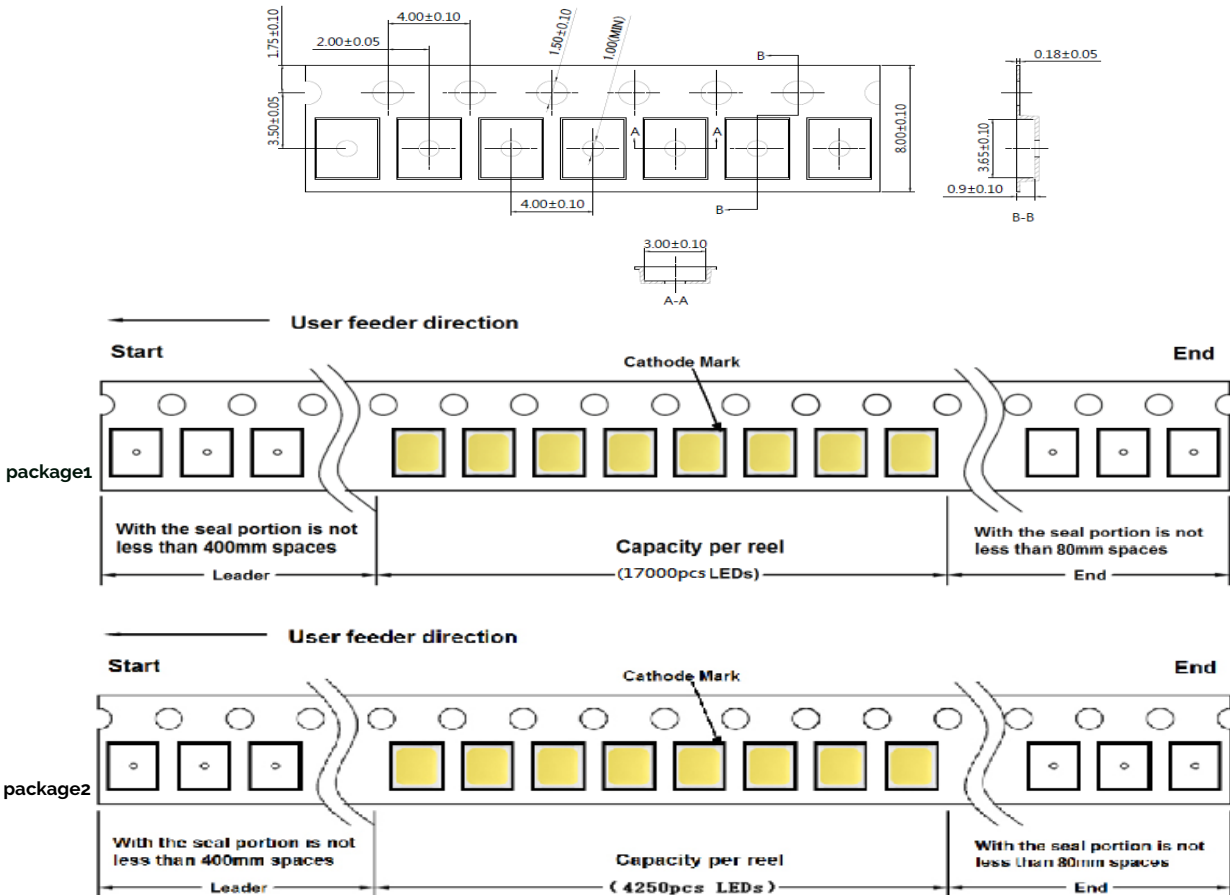 4.00±0.10
2.00±0.05
1.75±0.10
3.50±0.05
1.50±0.10
1.00(MIN)
B
A
A
8.00±0.10
4.00±0.10
B
0.18±0.05
3.65±0.10
0.9±0.10
B-B
3.00±0.10
A-A
User feeder direction
Start
End
Cathode Mark
package1
With the seal portion is not
less than 400mm spaces
Leader
Capacity per reel
(17000pcs LEDs)
With the seal portion is not
less than 80mm spaces
End
User feeder direction
Start
End
Cathode Mark
package2
With the seal portion is not
less than 400mm spaces
Leader
Capacity per reel
( 4250pcs LEDs )
With the seal portion is not
less than 80mm spaces
End